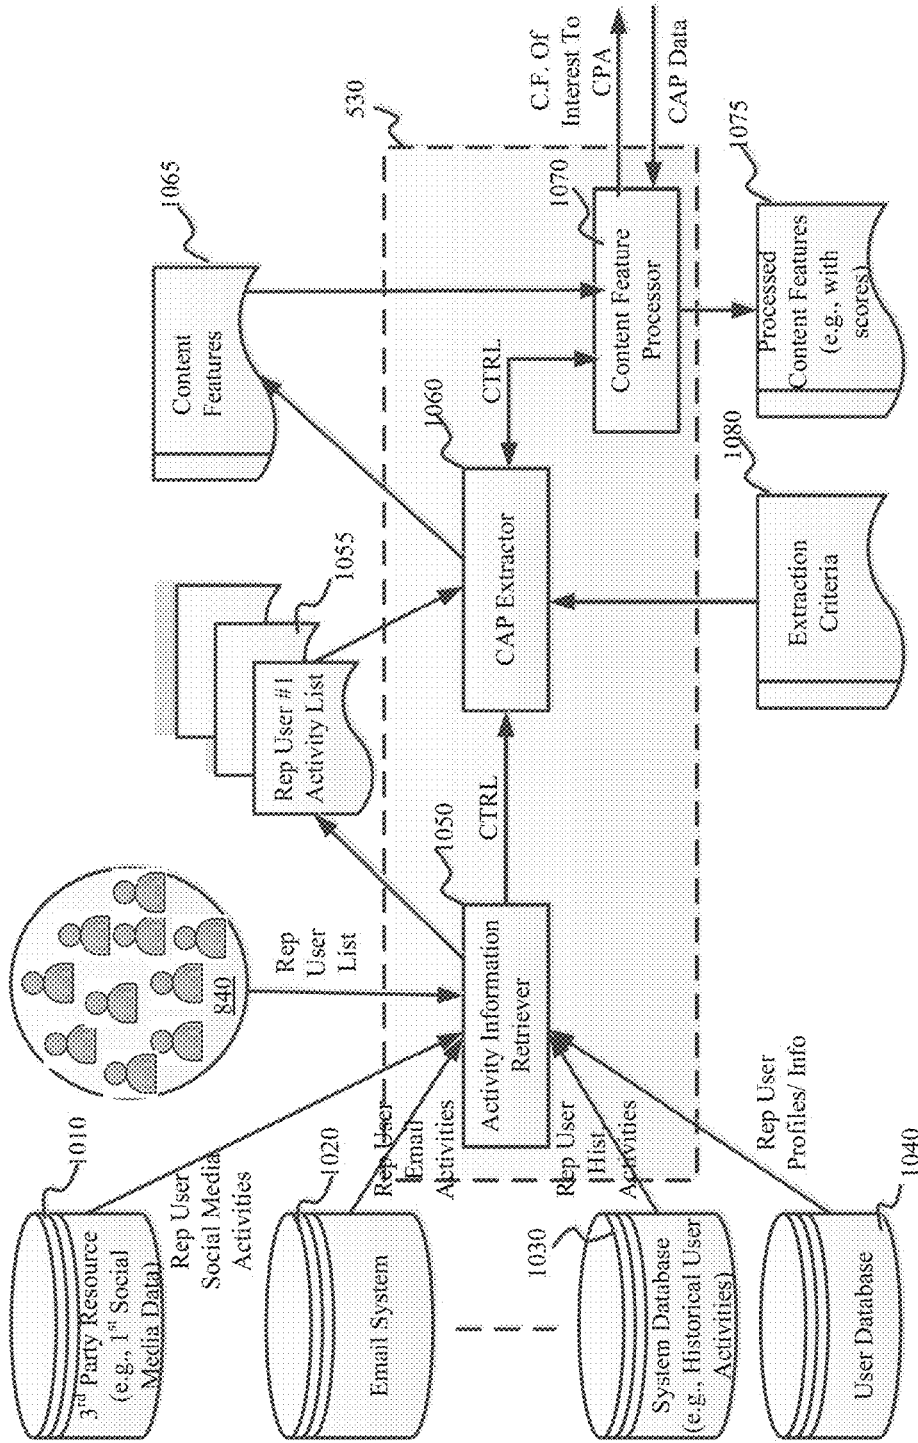 3rd Party Resource
(e.g., 1st Social
Media Data)
1010
Rep User
Social Media
Activities
Email System
1020
Rep User
Email
Activities
System Database
(e.g., Historical User
Activities)
1030
Rep User
Hist.
Activities
User Database
1040
Rep User
Profiles/ Info
840
Rep
User
List
Activity Information
Retriever
1050
CTRL
Rep User #1
Activity List
1055
CAP Extractor
1060
CTRL
Extraction
Criteria
1080
Content
Features
1065
Content Feature
Processor
1070
530
Processed
Content Features
(e.g., with
scores)
1075
C.F. Of
Interest To
CPA
CAP Data